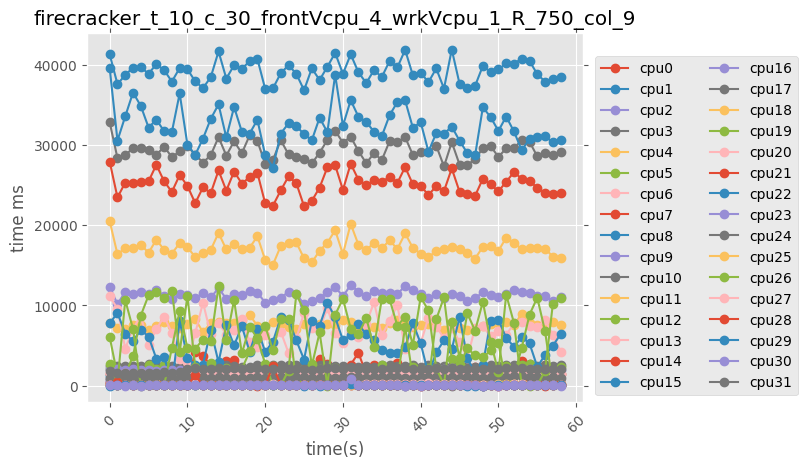 firecracker_t_10_c_30_frontVcpu_4_wrkVcpu_1_R_750_col_9
40000
30000
20000
10000
0
time ms
0
10
20
30
40
50
60
time(s)
cpu0
cpu1
cpu2
cpu3
cpu4
cpu5
cpu6
cpu7
cpu8
cpu9
cpu10
cpu11
cpu12
cpu13
cpu14
cpu15
cpu16
cpu17
cpu18
cpu19
cpu20
cpu21
cpu22
cpu23
cpu24
cpu25
cpu26
cpu27
cpu28
cpu29
cpu30
cpu31